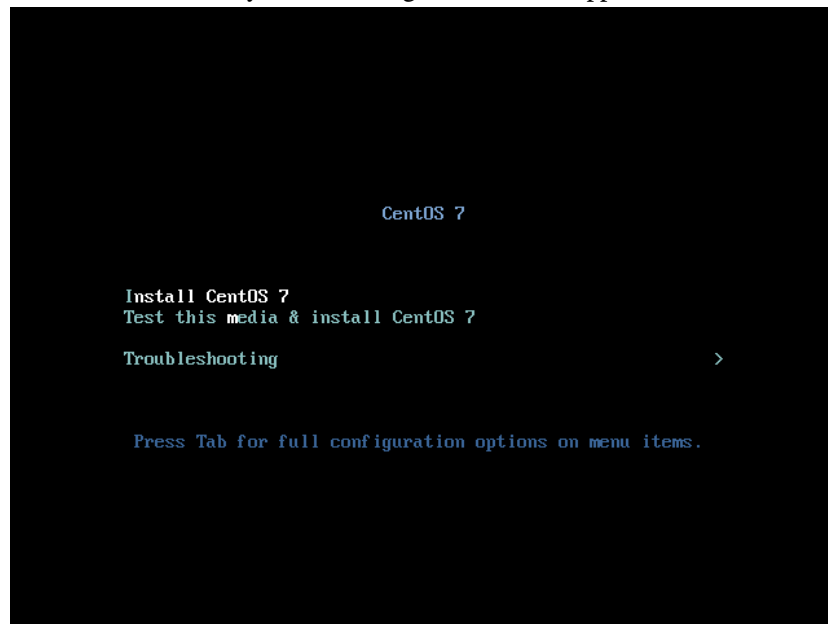 CentOS 7
Install CentOS 7
Test this media & install CentOS 7
Troubleshooting >
Press Tab for full configuration options on menu items.